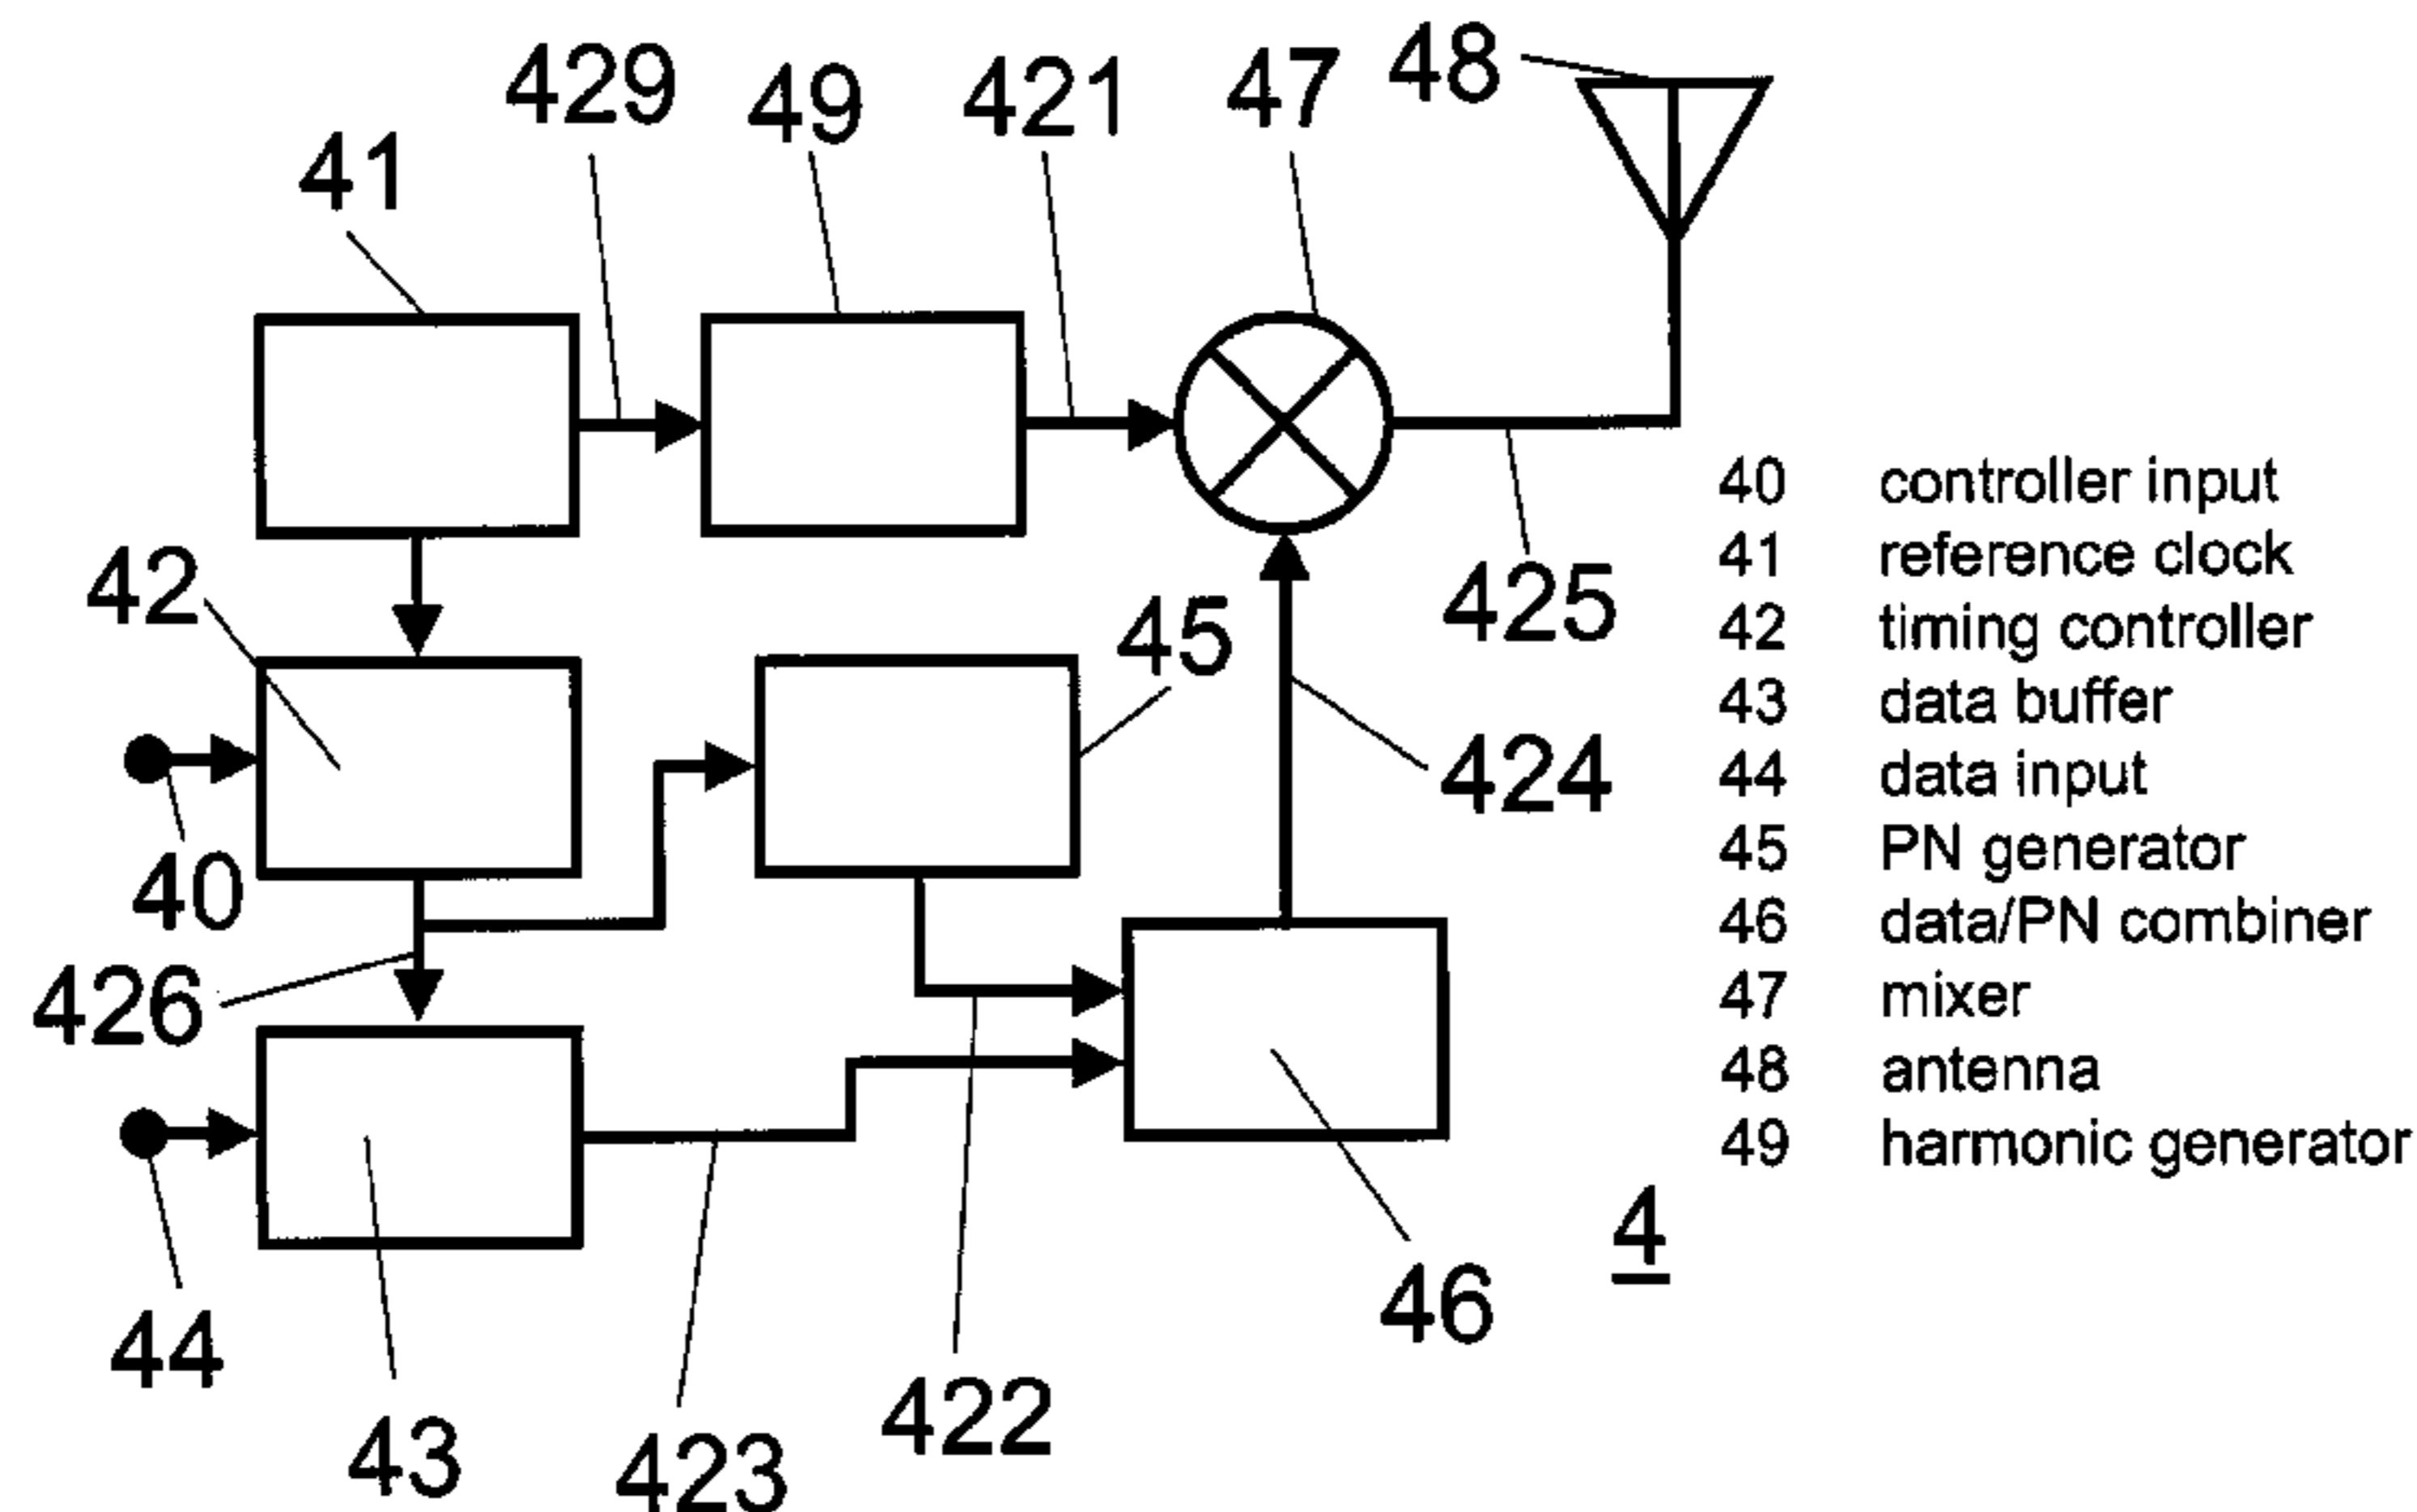 429
49
421
47
48
41
42
45
425
424
40
426
44
43
423
422
46
4
40 controller input
41 reference clock
42 timing controller
43 data buffer
44 data input
45 PN generator
46 data/PN combiner
47 mixer
48 antenna
49 harmonic generator